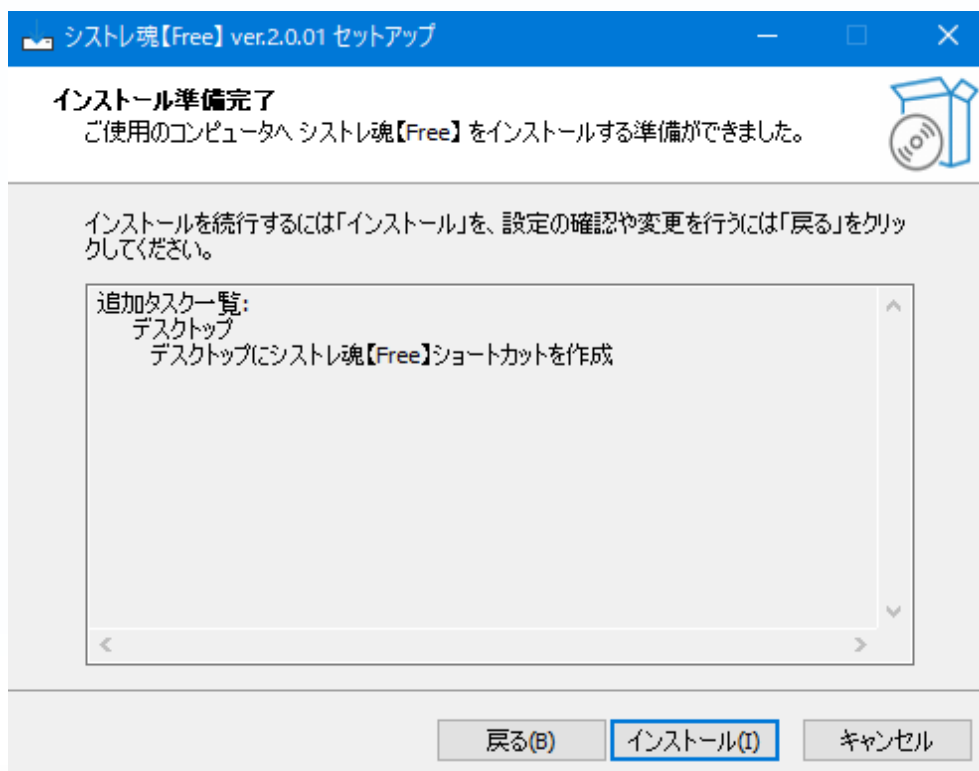 シストレ魂【Free】 ver.2.0.01 セットアップ
インストール準備完了
ご使用のコンピュータへ シストレ魂【Free】 をインストールする準備ができました。
インストールを続行するには「インストール」を、設定の確認や変更を行うには「戻る」をクリッ
クしてください。
追加タスク一覧:
デスクトップ
デスクトップにシストレ魂【Free】ショートカットを作成
戻る(B)
インストール(I)
キャンセル